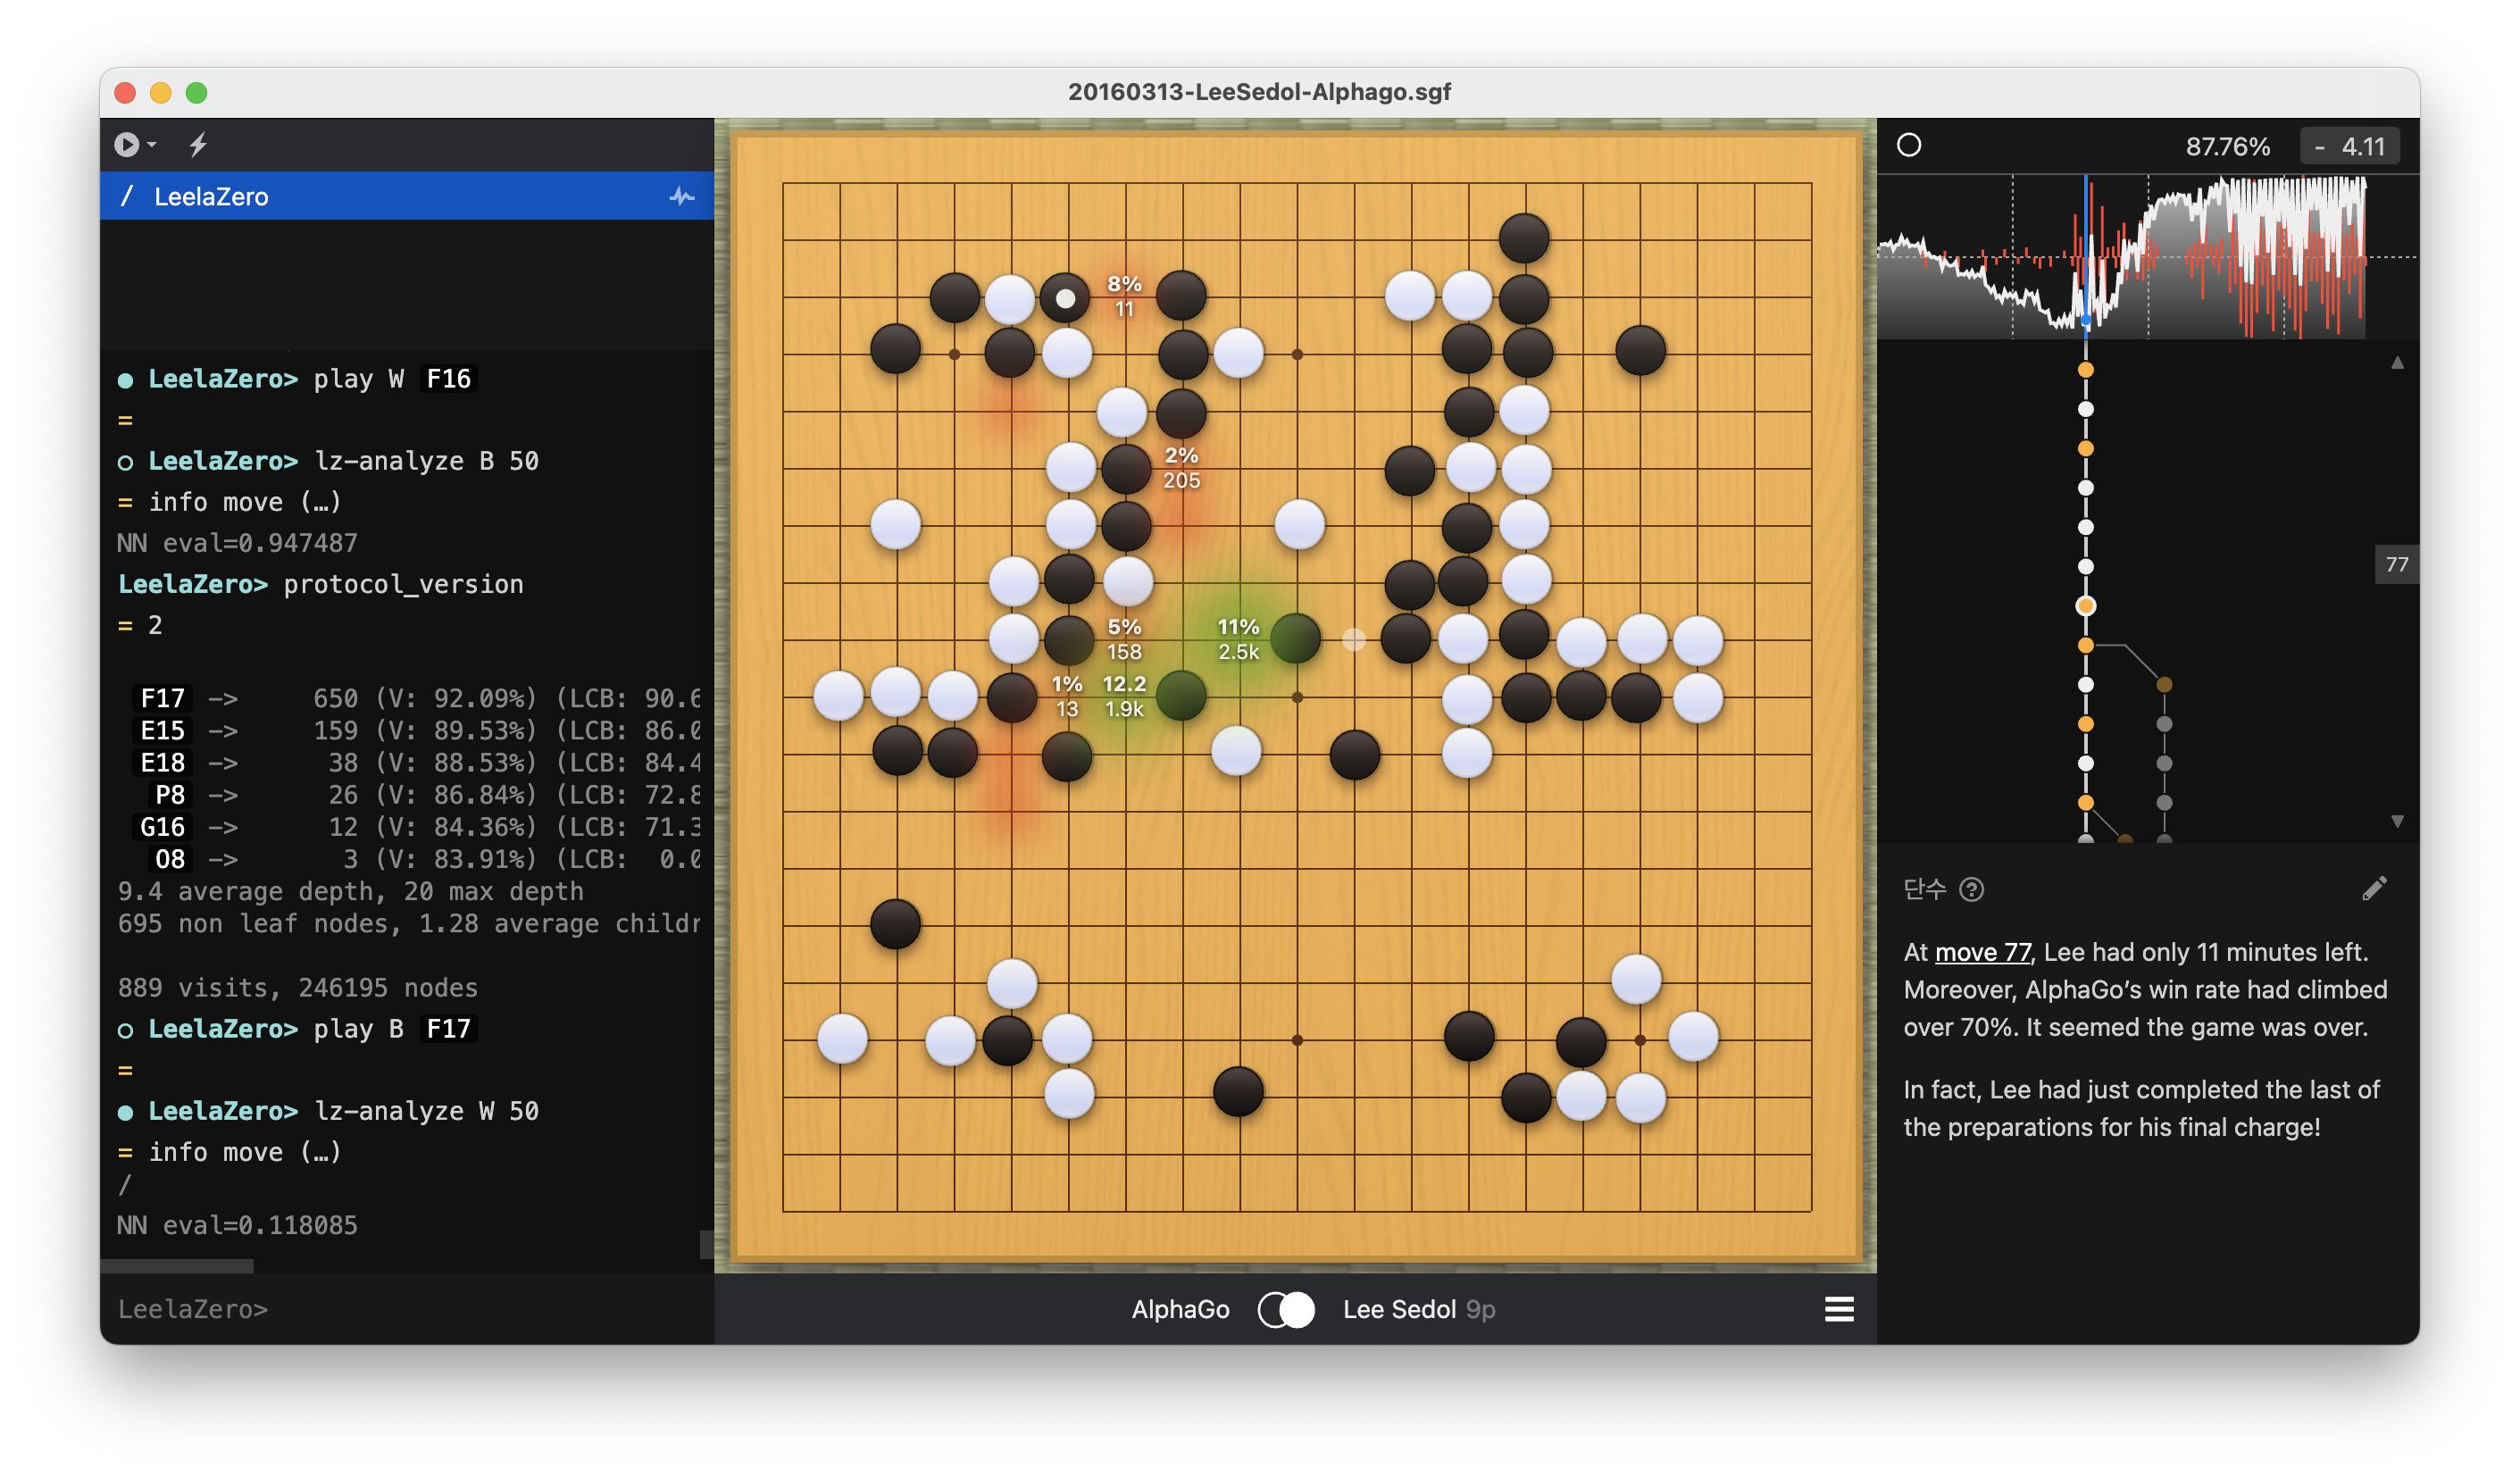 20160313-LeeSedol-Alphago.sgf
/ LeelaZero
● LeelaZero> play W F16
=
○ LeelaZero> lz-analyze B 50
= info move (…)
NN eval=0.947487
LeelaZero> protocol_version
= 2
F17 -> 650 (V: 92.09%) (LCB: 90.6
E15 -> 159 (V: 89.53%) (LCB: 86.0
E18 -> 38 (V: 88.53%) (LCB: 84.4
P8 -> 26 (V: 86.84%) (LCB: 72.8
G16 -> 12 (V: 84.36%) (LCB: 71.3
O8 -> 3 (V: 83.91%) (LCB: 0.0
9.4 average depth, 20 max depth
695 non leaf nodes, 1.28 average childr
889 visits, 246195 nodes
○ LeelaZero> play B F17
=
● LeelaZero> lz-analyze W 50
= info move (…)
/
NN eval=0.118085
LeelaZero>
8%
11
2%
205
5%
158
11%
2.5k
1%
13
12.2
1.9k
AlphaGo
Lee Sedol 9p
87.76%
- 4.11
77
단수 ?
At move 77, Lee had only 11 minutes left.
Moreover, AlphaGo’s win rate had climbed
over 70%. It seemed the game was over.
In fact, Lee had just completed the last of
the preparations for his final charge!